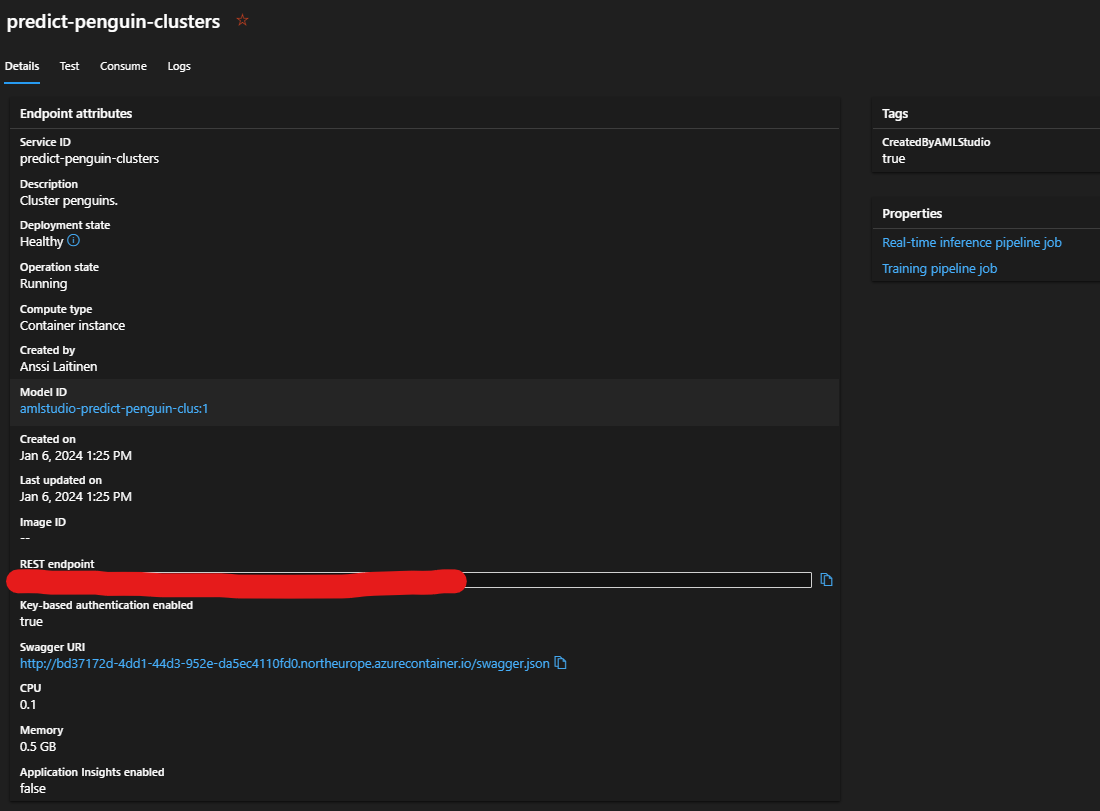 predict-penguin-clusters
Details Test Consume Logs
Endpoint attributes
Service ID
predict-penguin-clusters
Description
Cluster penguins.
Deployment state
Healthy
Operation state
Running
Compute type
Container instance
Created by
Anssi Laitinen
Model ID
amlstudio-predict-penguin-clus:1
Created on
Jan 6, 2024 1:25 PM
Last updated on
Jan 6, 2024 1:25 PM
Image ID
--
REST endpoint
Key-based authentication enabled
true
Swagger URI
http://bd37172d-4dd1-44d3-952e-da5ec4110fd0.northeurope.azurecontainer.io/swagger.json
CPU
0.1
Memory
0.5 GB
Application Insights enabled
false
Tags
CreatedByAMLStudio
true
Properties
Real-time inference pipeline job
Training pipeline job